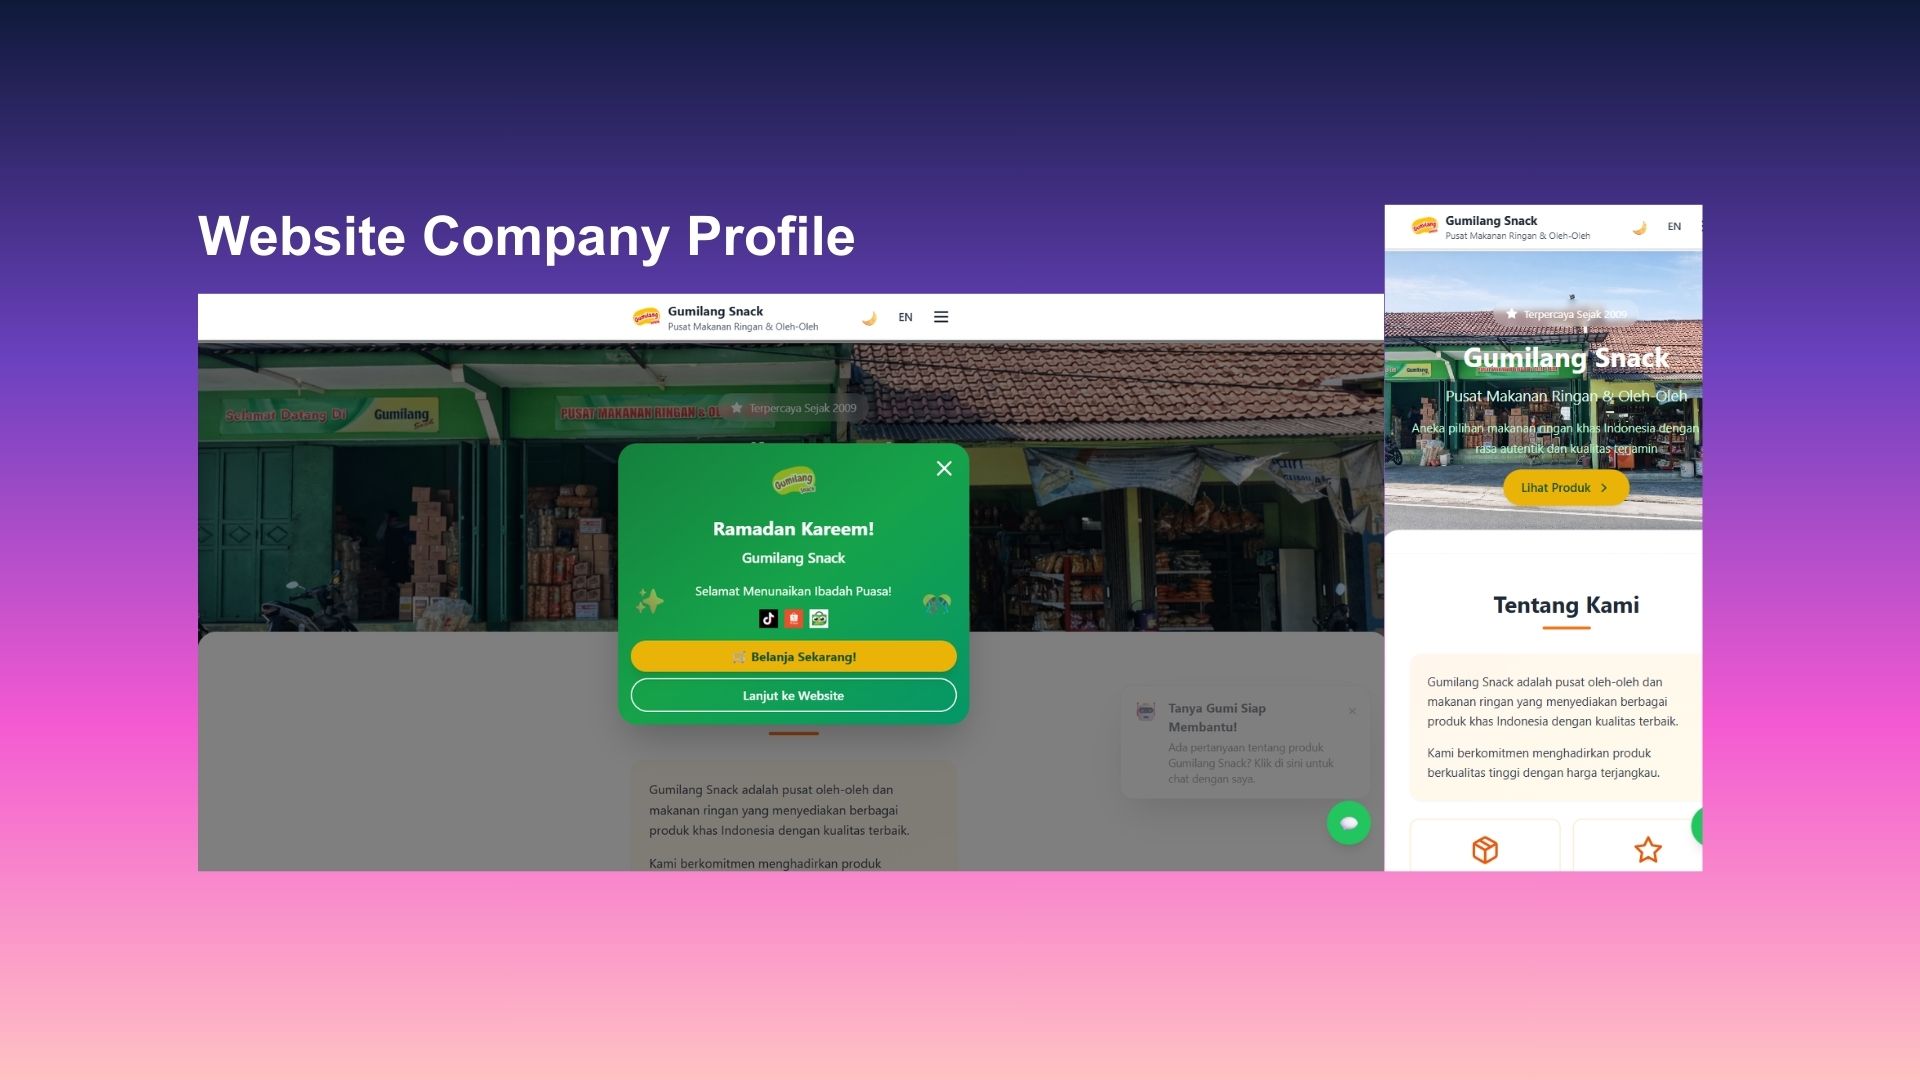 Website Company Profile
Gumilang Snack
Pusat Makanan Ringan & Oleh-Oleh
EN
Selamat Datang Di
Gumilang
Snack
PUSAT MAKANAN RINGAN & OL
Terpercaya Sejak 2009
Gumilang
Snack
Ramadan Kareem!
Gumilang Snack
Selamat Menunaikan Ibadah Puasa!
Belanja Sekarang!
Lanjut ke Website
Gumilang Snack adalah pusat oleh-oleh dan
makanan ringan yang menyediakan berbagai
produk khas Indonesia dengan kualitas terbaik.
Kami berkomitmen menghadirkan produk
Tanya Gumi Siap
Membantu!
Ada pertanyaan tentang produk
Gumilang Snack? Klik di sini untuk
chat dengan saya.
Gumilang Snack
Pusat Makanan Ringan & Oleh-Oleh
EN
Terpercaya Sejak 2009
Gumilang Snack
Pusat Makanan Ringan & Oleh-Oleh
Aneka pilihan makanan ringan khas Indonesia dengan
rasa autentik dan kualitas terjamin
Lihat Produk
Tentang Kami
Gumilang Snack adalah pusat oleh-oleh dan
makanan ringan yang menyediakan berbagai
produk khas Indonesia dengan kualitas terbaik.
Kami berkomitmen menghadirkan produk
berkualitas tinggi dengan harga terjangkau.